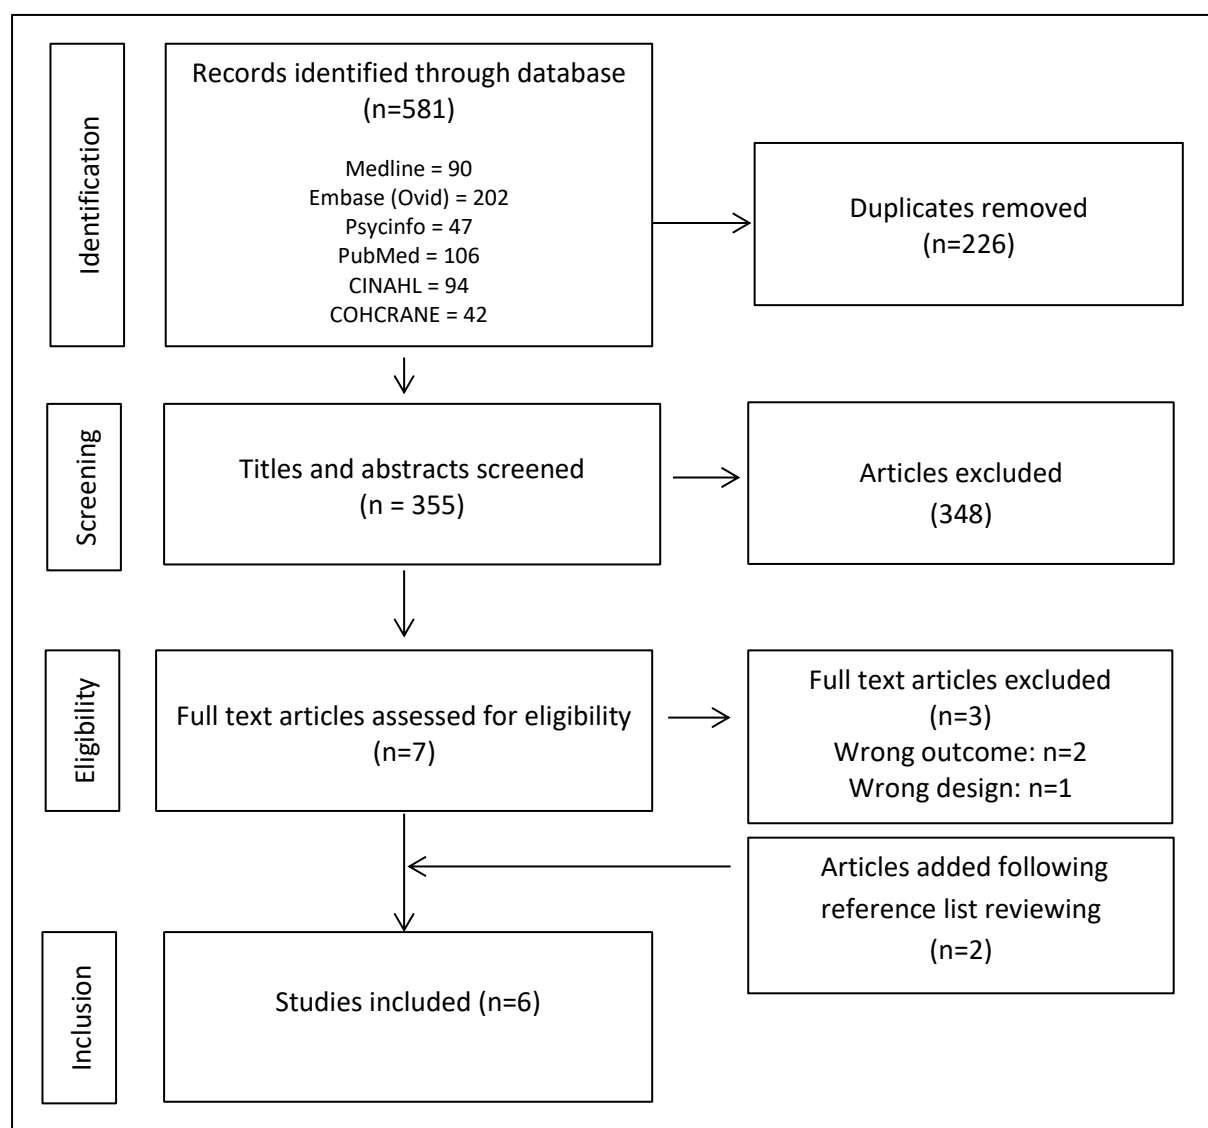 Identification
Records identified through database
(n=581)
Medline = 90
Embase (Ovid) = 202
Psycinfo = 47
PubMed = 106
CINAHL = 94
COHCRANE = 42
Duplicates removed
(n=226)
Screening
Titles and abstracts screened
(n = 355)
Articles excluded
(348)
Eligibility
Full text articles assessed for eligibility
(n=7)
Full text articles excluded
(n=3)
Wrong outcome: n=2
Wrong design: n=1
Articles added following
reference list reviewing
(n=2)
Inclusion
Studies included (n=6)